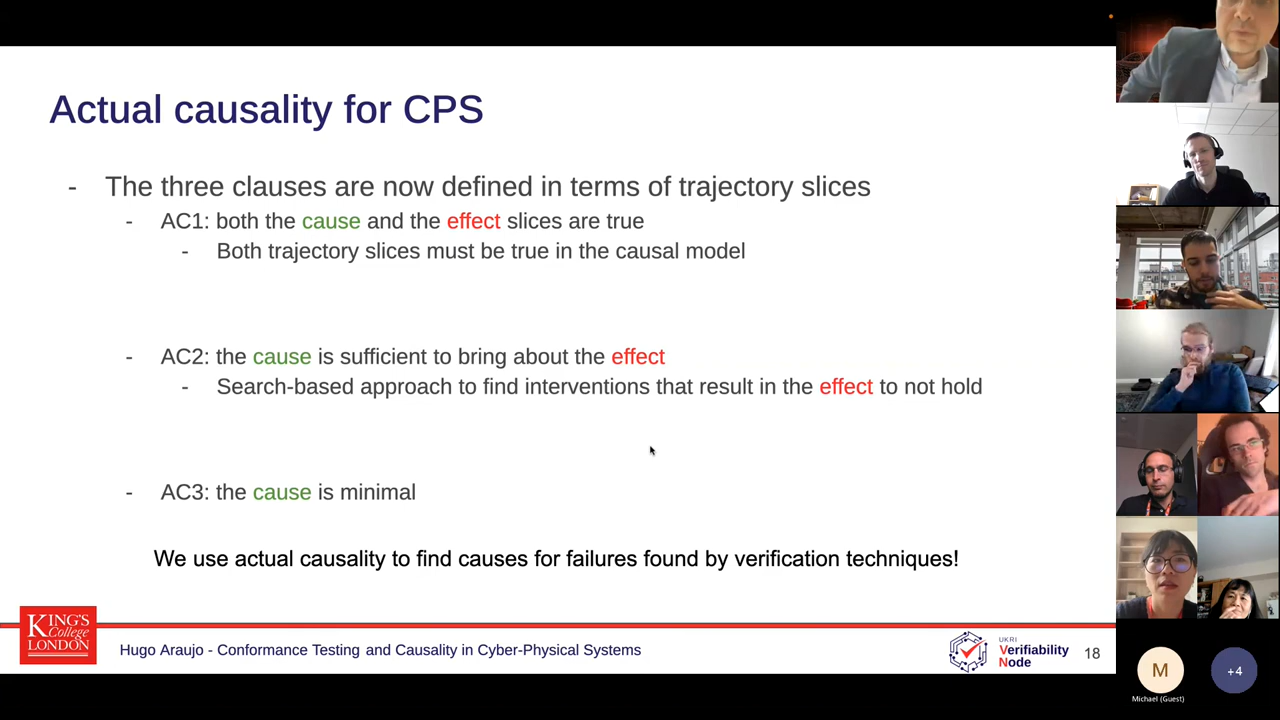 Actual causality for CPS
- The three clauses are now defined in terms of trajectory slices
- AC1: both the cause and the effect slices are true
- Both trajectory slices must be true in the causal model
- AC2: the cause is sufficient to bring about the effect
- Search-based approach to find interventions that result in the effect to not hold
- AC3: the cause is minimal
We use actual causality to find causes for failures found by verification techniques!
KING'S
College
LONDON
Hugo Araujo - Conformance Testing and Causality in Cyber-Physical Systems
UKRI
Verifiability
Node
18
M
Michael (Guest)
+4